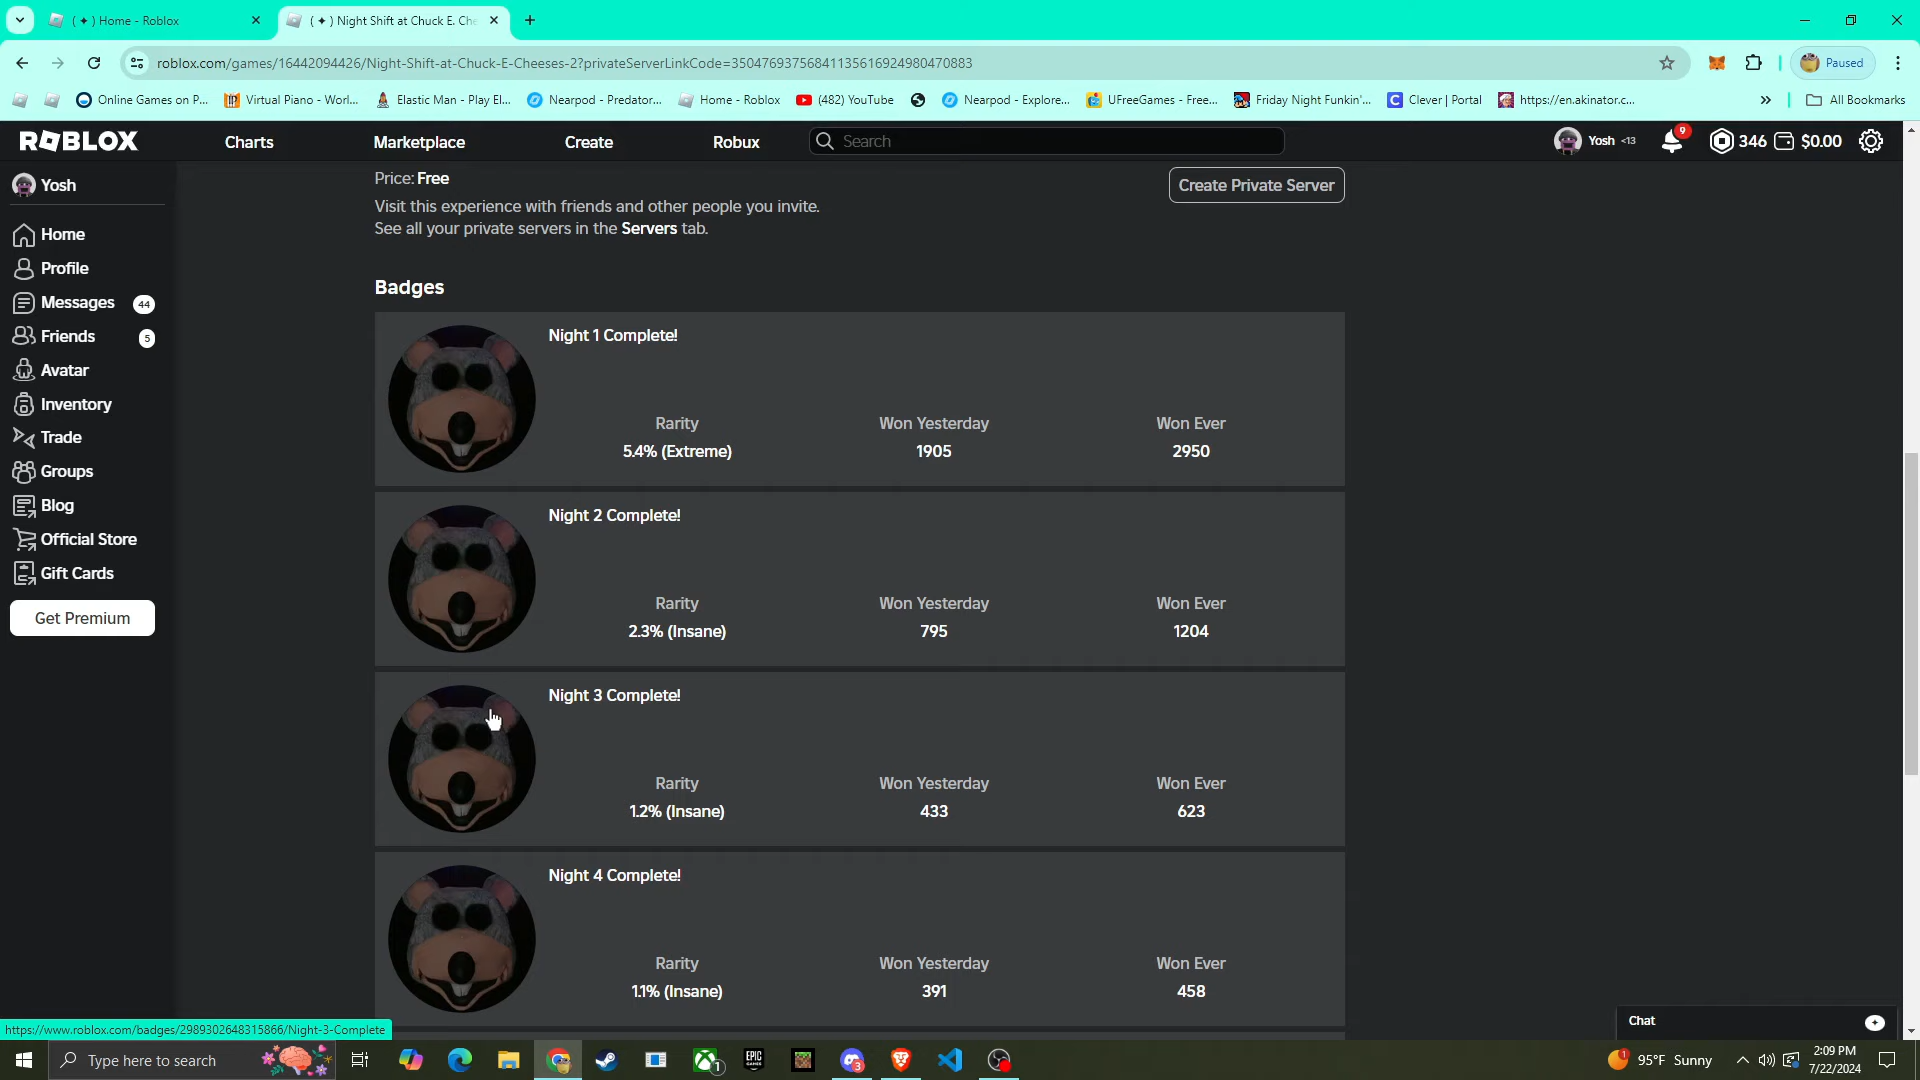 ( ✦ ) Home - Roblox
( ✦ ) Night Shift at Chuck E. Che
roblox.com/games/16442094426/Night-Shift-at-Chuck-E-Cheeses-2?privateServerLinkCode=35047693756841135616924980470883
Paused
Online Games on P...
Virtual Piano - Worl...
Elastic Man - Play El...
Nearpod - Predator...
Home - Roblox
(482) YouTube
Nearpod - Explore...
UFreeGames - Free...
Friday Night Funkin'...
Clever | Portal
https://en.akinator.c...
»
All Bookmarks
ROBLOX
Charts
Marketplace
Create
Robux
Search
Yosh <13
9
346
$0.00
Yosh
Home
Profile
Messages 44
Friends 5
Avatar
Inventory
Trade
Groups
Blog
Official Store
Gift Cards
Get Premium
Price: Free
Create Private Server
Visit this experience with friends and other people you invite.
See all your private servers in the Servers tab.
Badges
Night 1 Complete!
Rarity Won Yesterday Won Ever
5.4% (Extreme) 1905 2950
Night 2 Complete!
Rarity Won Yesterday Won Ever
2.3% (Insane) 795 1204
Night 3 Complete!
Rarity Won Yesterday Won Ever
1.2% (Insane) 433 623
Night 4 Complete!
Rarity Won Yesterday Won Ever
1.1% (Insane) 391 458
https://www.roblox.com/badges/2989302648315866/Night-3-Complete
Chat
Type here to search
EPIC GAMES
1
3
1
95°F Sunny
2:09 PM
7/22/2024